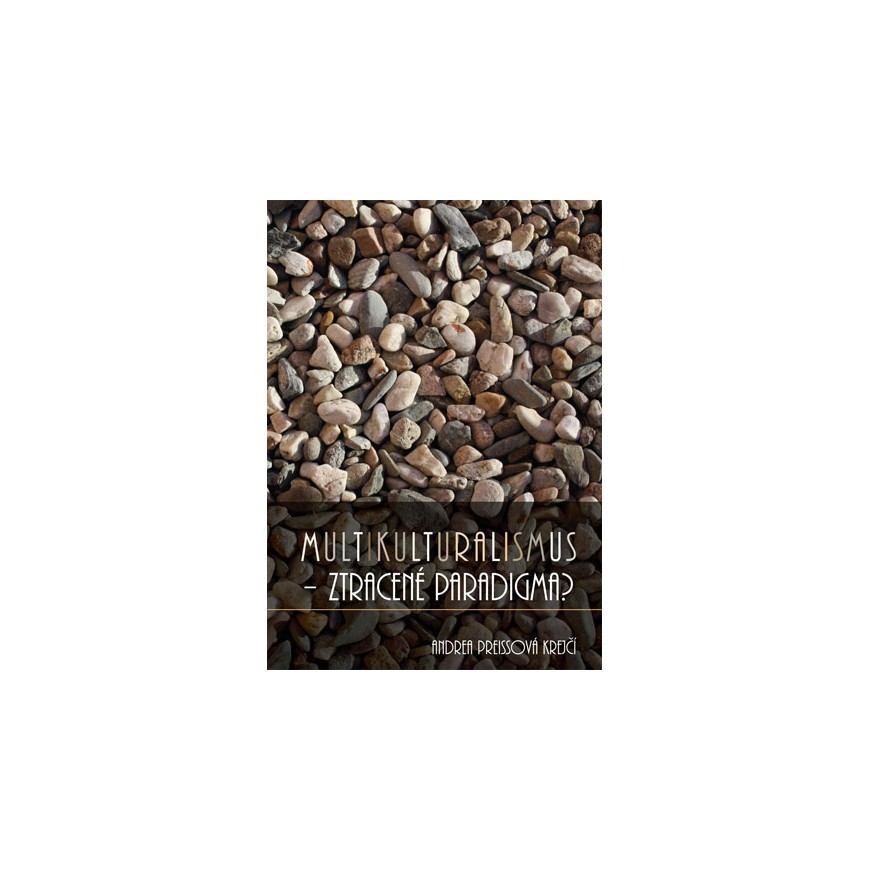 MULTIKULTURALISMUS
– ZTRACENÉ PARADIGMA?
ANDREA PREISSOVÁ KREJČÍ